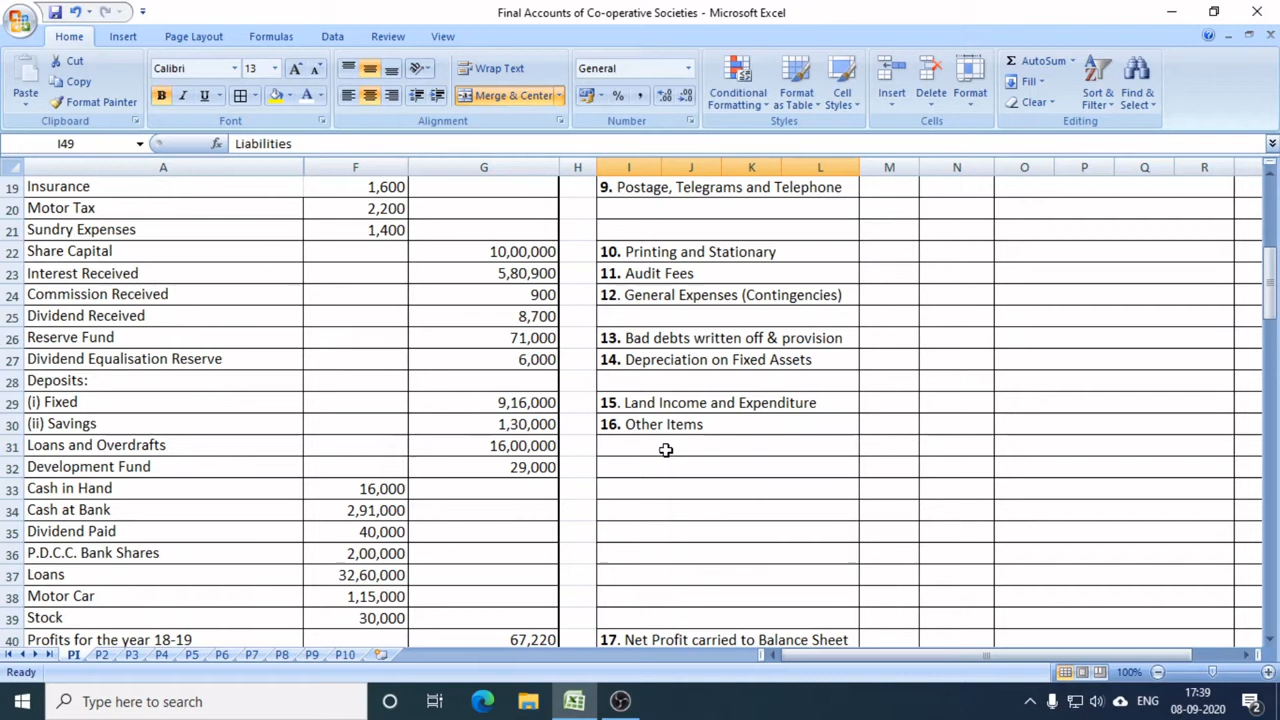 Final Accounts of Co-operative Societies - Microsoft Excel
Home Insert Page Layout Formulas Data Review View
Paste
Cut
Copy
Format Painter
Clipboard
Calibri 13
B I U
Font
Wrap Text
Merge & Center
Alignment
General
Number
Conditional Formatting
Format as Table
Cell Styles
Styles
Insert Delete Format
Cells
AutoSum
Fill
Clear
Sort & Filter
Find & Select
Editing
I49 fx Liabilities
A F G H I J K L M N O P Q R
19 Insurance 1,600 9. Postage, Telegrams and Telephone
20 Motor Tax 2,200
21 Sundry Expenses 1,400
22 Share Capital 10,00,000 10. Printing and Stationary
23 Interest Received 5,80,900 11. Audit Fees
24 Commission Received 900 12. General Expenses (Contingencies)
25 Dividend Received 8,700
26 Reserve Fund 71,000 13. Bad debts written off & provision
27 Dividend Equalisation Reserve 6,000 14. Depreciation on Fixed Assets
28 Deposits:
29 (i) Fixed 9,16,000 15. Land Income and Expenditure
30 (ii) Savings 1,30,000 16. Other Items
31 Loans and Overdrafts 16,00,000
32 Development Fund 29,000
33 Cash in Hand 16,000
34 Cash at Bank 2,91,000
35 Dividend Paid 40,000
36 P.D.C.C. Bank Shares 2,00,000
37 Loans 32,60,000
38 Motor Car 1,15,000
39 Stock 30,000
40 Profits for the year 18-19 67,220 17. Net Profit carried to Balance Sheet
PI P2 P3 P4 P5 P6 P7 P8 P9 P10
Ready 100%
Type here to search
ENG
17:39
08-09-2020
2